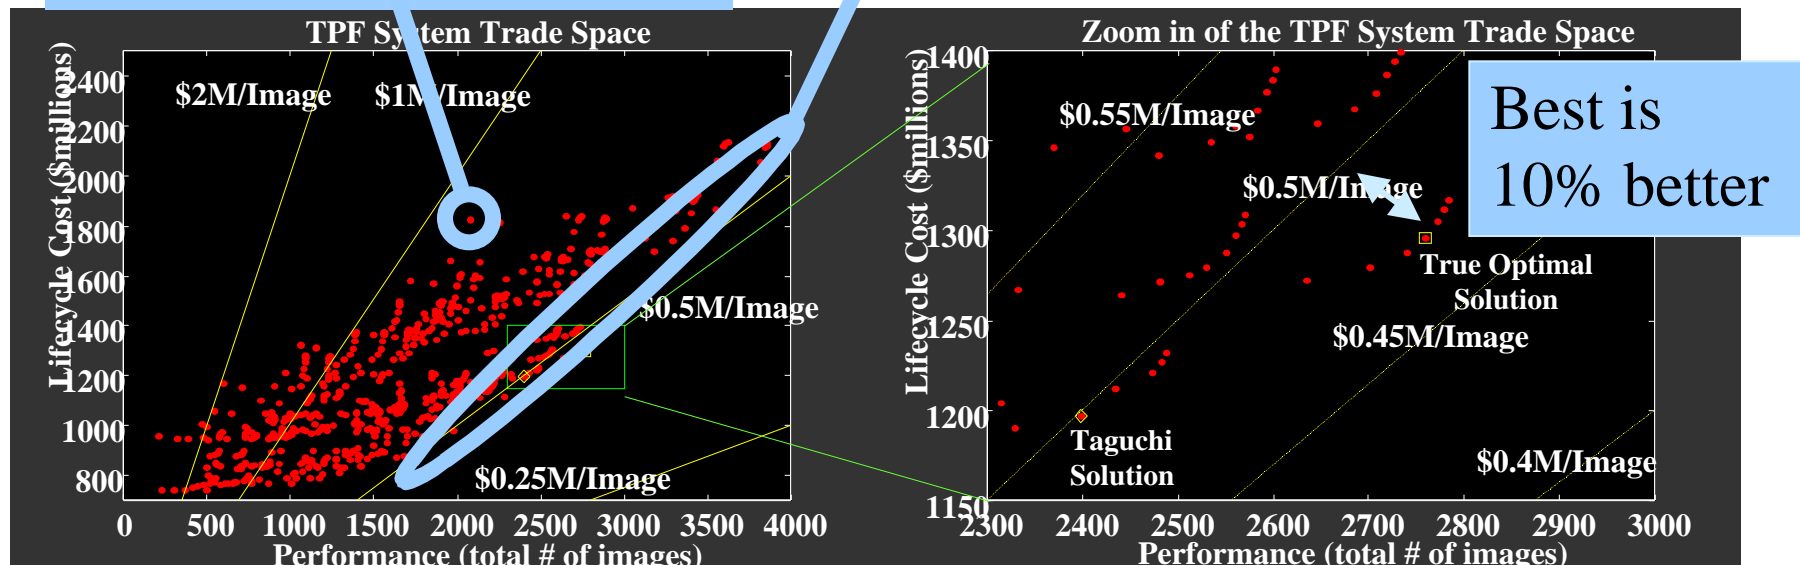 TPF System Trade Space
Lifecycle Cost ($millions)
2400
2200
2000
1800
1600
1400
1200
1000
800
$2M/Image
$1M/Image
$0.5M/Image
$0.25M/Image
0 500 1000 1500 2000 2500 3000 3500 4000
Performance (total # of images)
Zoom in of the TPF System Trade Space
Lifecycle Cost ($millions)
1400
1350
1300
1250
1200
1150
$0.55M/Image
$0.5M/Image
True Optimal
Solution
$0.45M/Image
Taguchi
Solution
$0.4M/Image
2300 2400 2500 2600 2700 2800 2900 3000
Performance (total # of images)
Best is
10% better